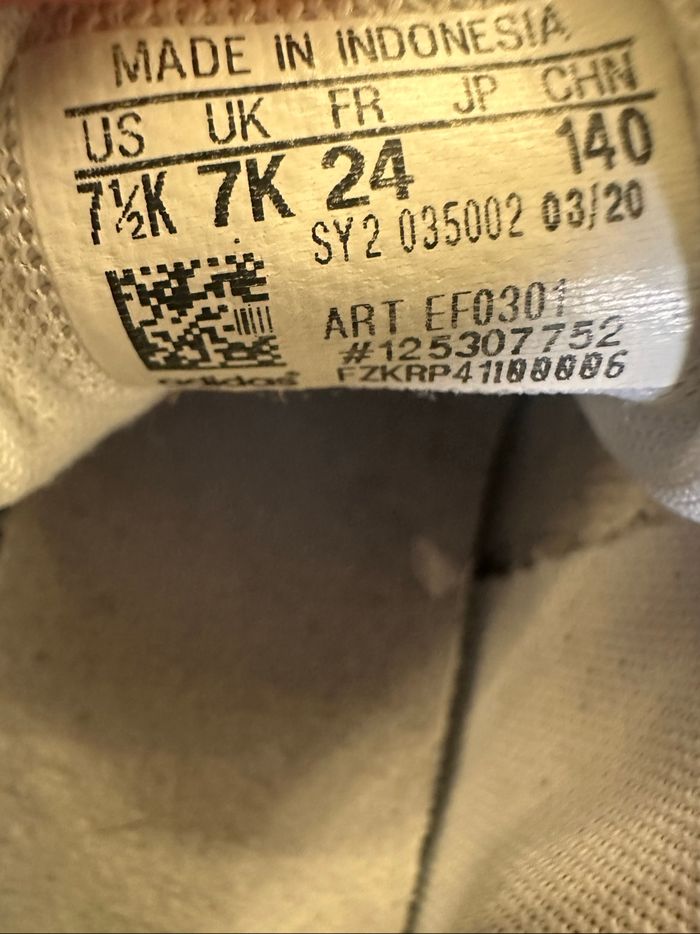 MADE IN INDONESIA
US UK FR JP CHN
7½K 7K 24 140
SY2 035002 03/20
ART EF0301
#125307752
adidas